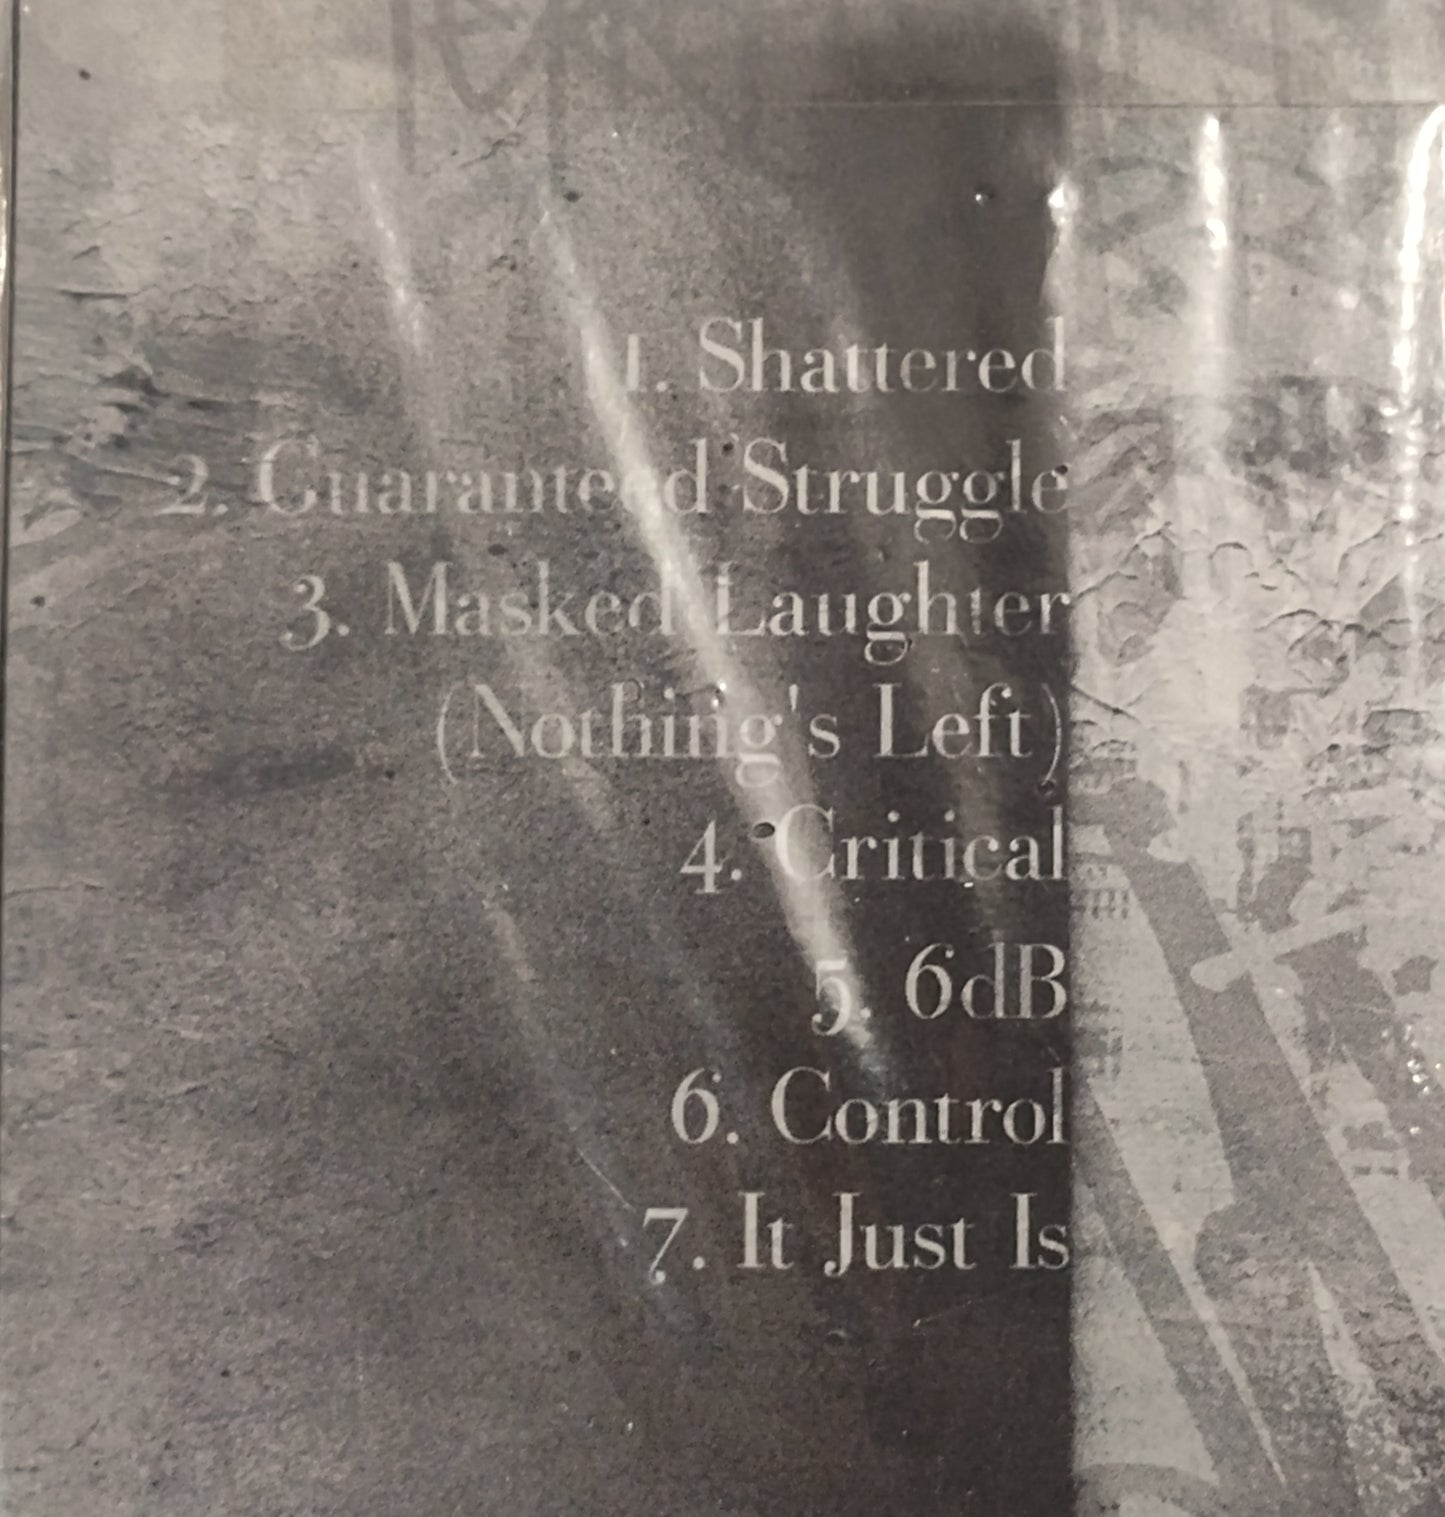 1. Shattered
2. Guaranteed Struggle
3. Masked Laughter
(Nothing's Left)
4. Critical
5. 6dB
6. Control
7. It Just Is